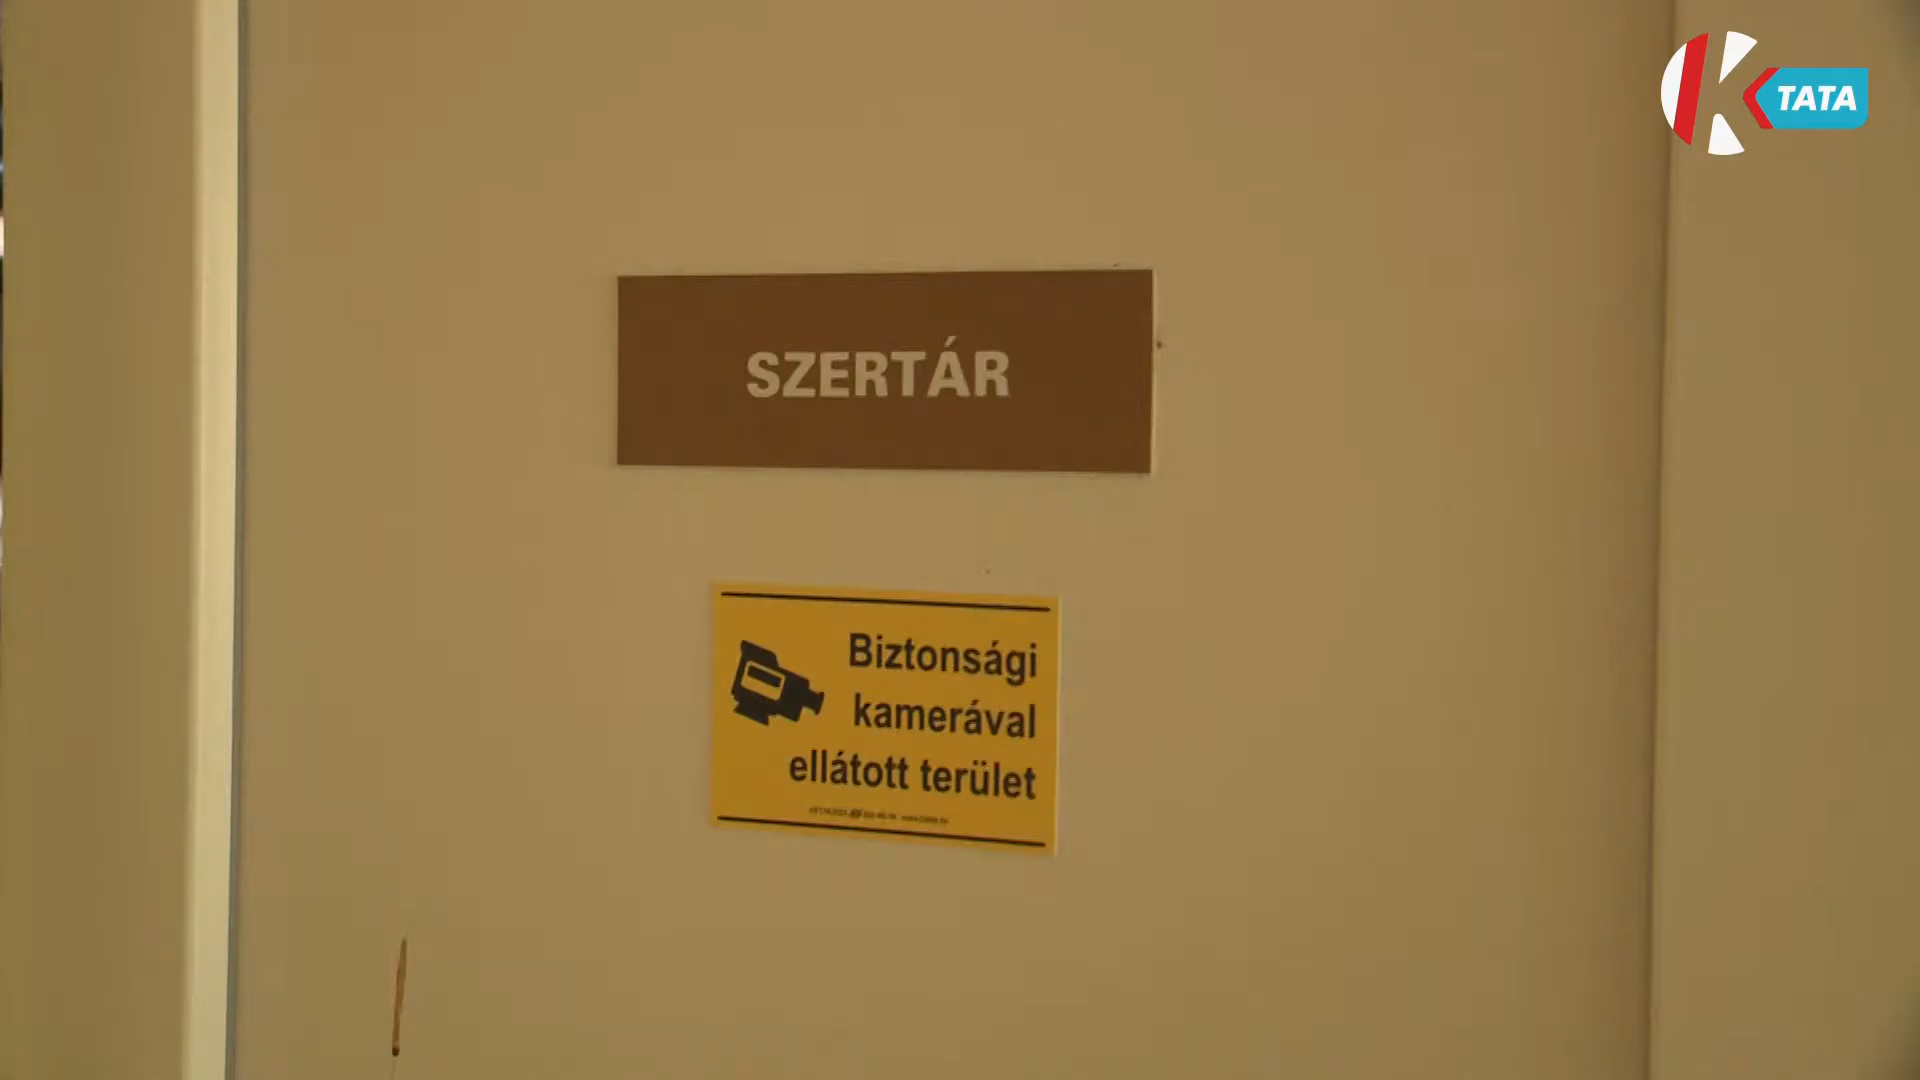 TATA
SZERTÁR
Biztonsági
kamerával
ellátott terület